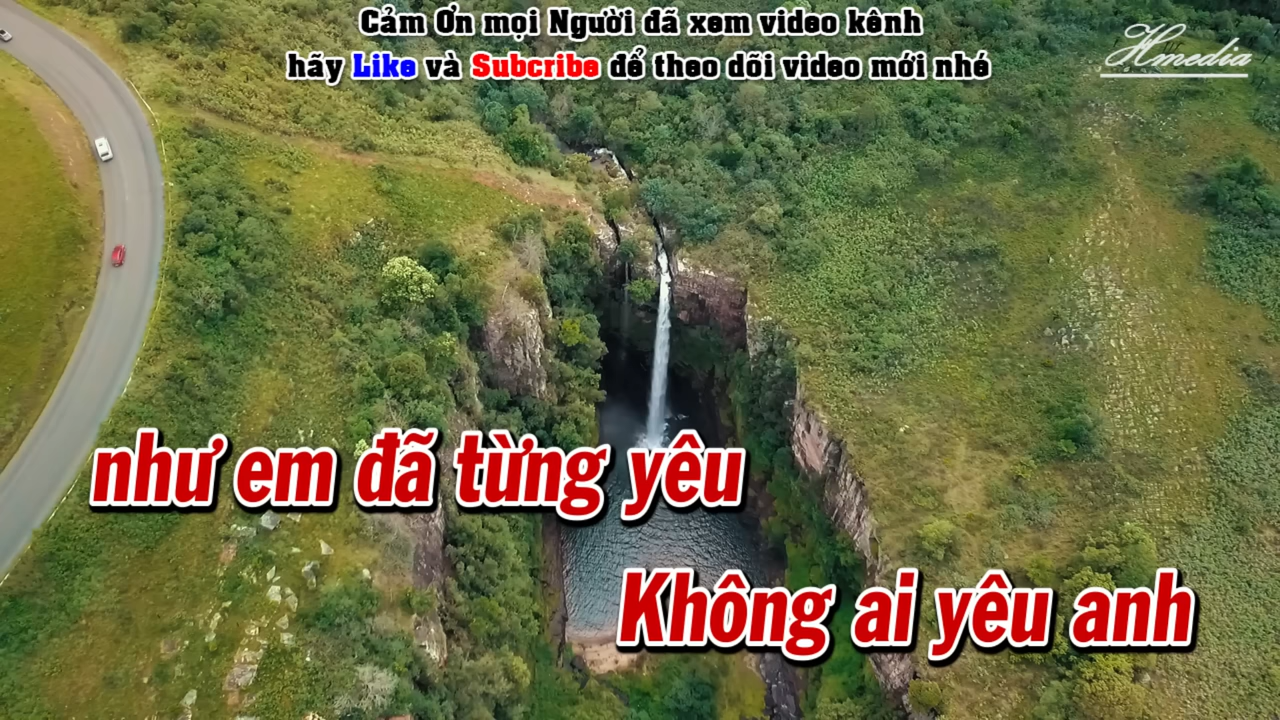 Cảm Ơn mọi Người đã xem video kênh
hãy Like và Subcribe để theo dõi video mới nhé
Hmedia
như em đã từng yêu
Không ai yêu anh